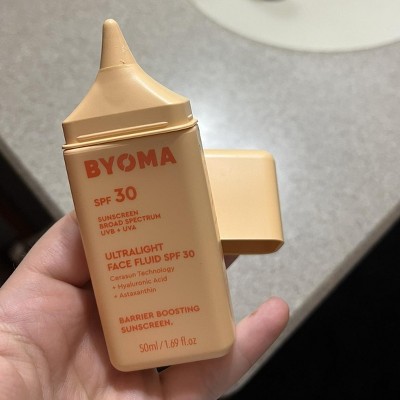 BYOMA
SPF 30
SUNSCREEN
BROAD SPECTRUM
UVB + UVA
ULTRALIGHT
FACE FLUID SPF 30
Ceresun Technology
+ Hyaluronic Acid
+ Astaxanthin
BARRIER BOOSTING
SUNSCREEN.
50ml / 1.69 fl.oz